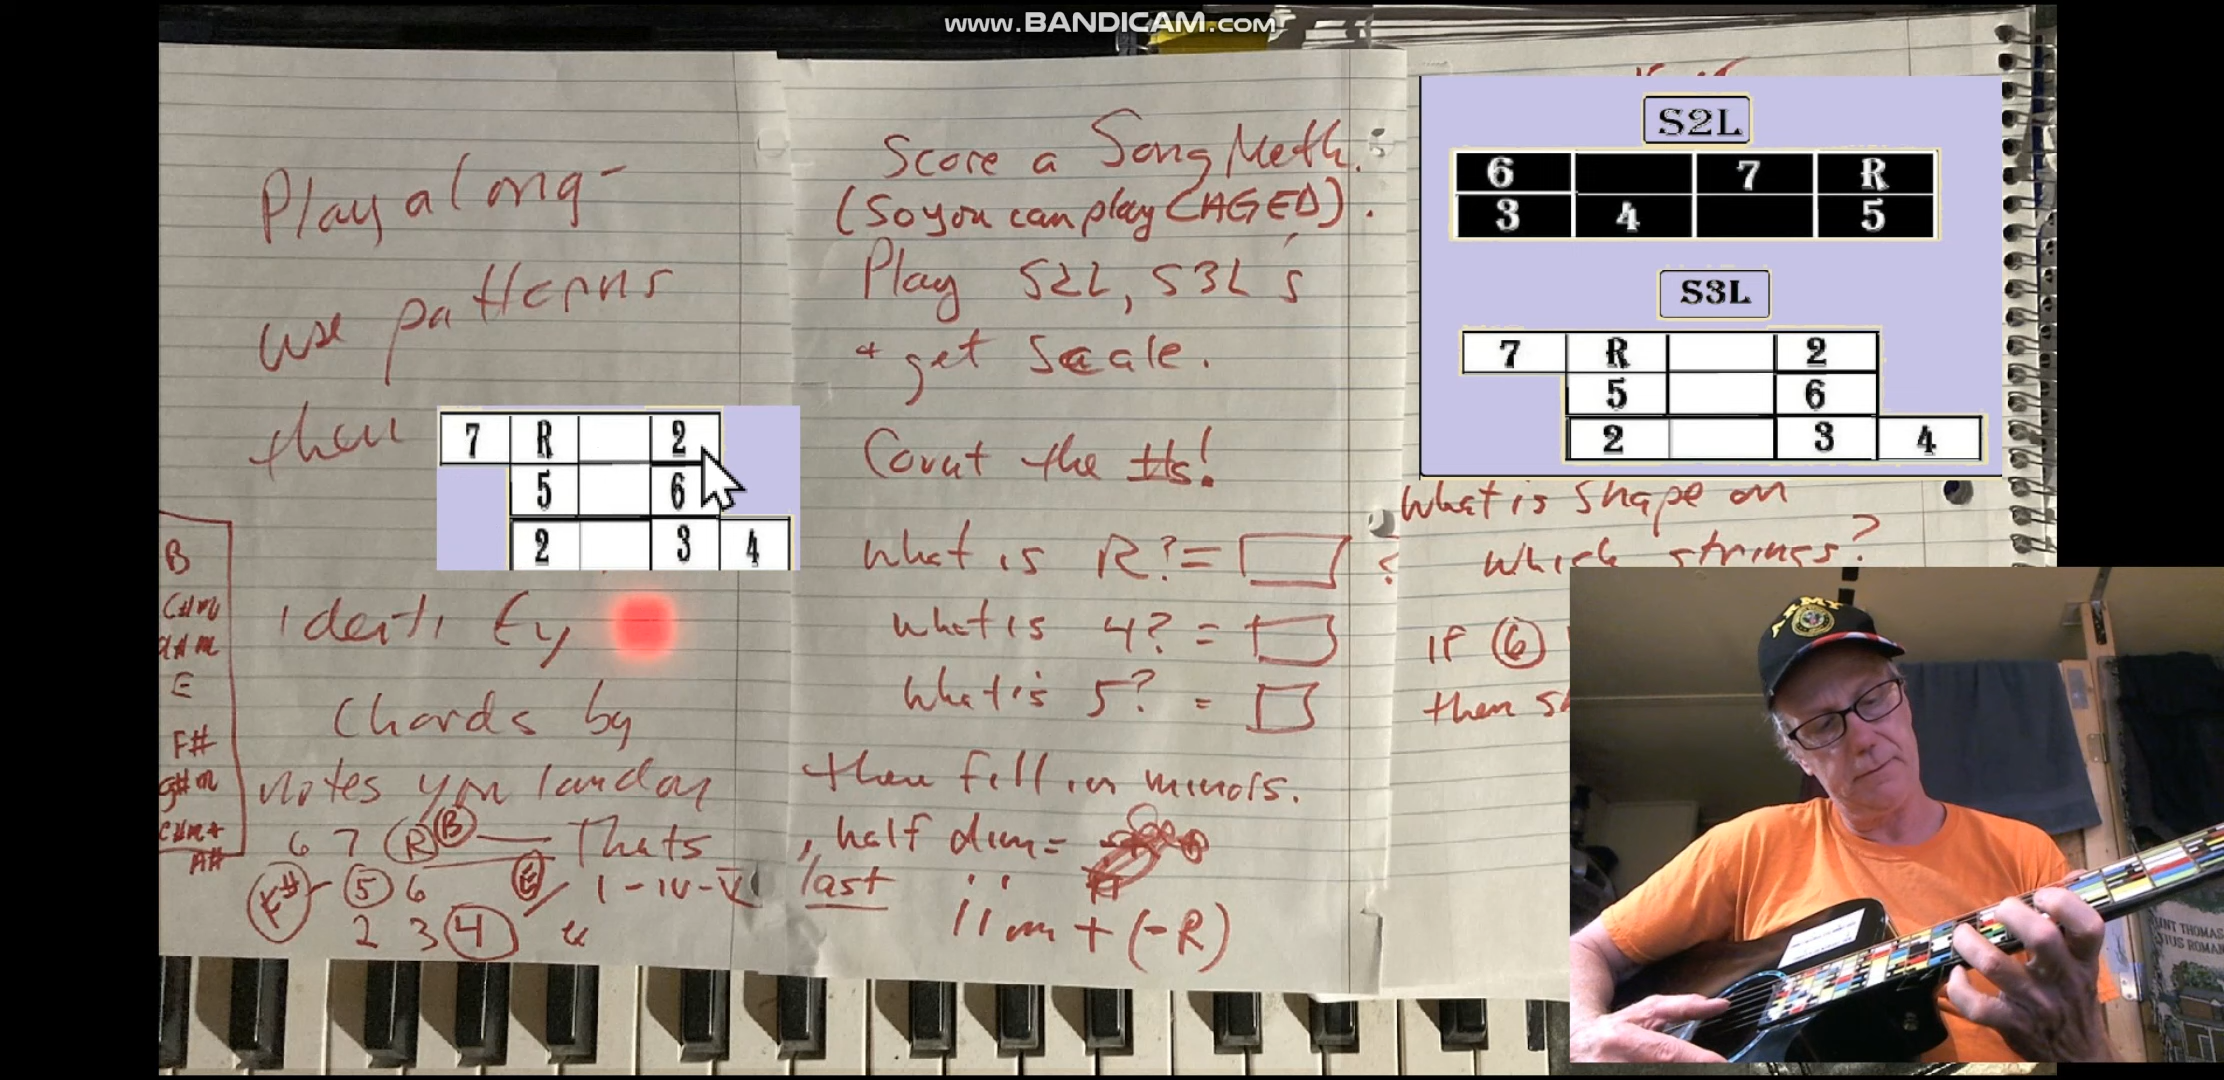 www.BANDICAM.com
Play along-
use patterns
then
7 R 2
5 6
2 3 4
identify
Chords by
notes you land on
6 7 R B — Thats
F# - 5 6 E I - IV - V
2 3 4
B
C#m
d#m
E
F#
g#m
A#
Score a Song Meth.
(So you can play CAGED).
Play S2L, S3L's
+ get Scale.
Count the #s!
What is R? = ?
What is 4? =
What is 5? =
then fill in minors.
, half dim =
last iim + (-R)
S2L
6 7 R
3 4 5
S3L
7 R 2
5 6
2 3 4
What is shape on
which strings?
If 6
then
ARMY